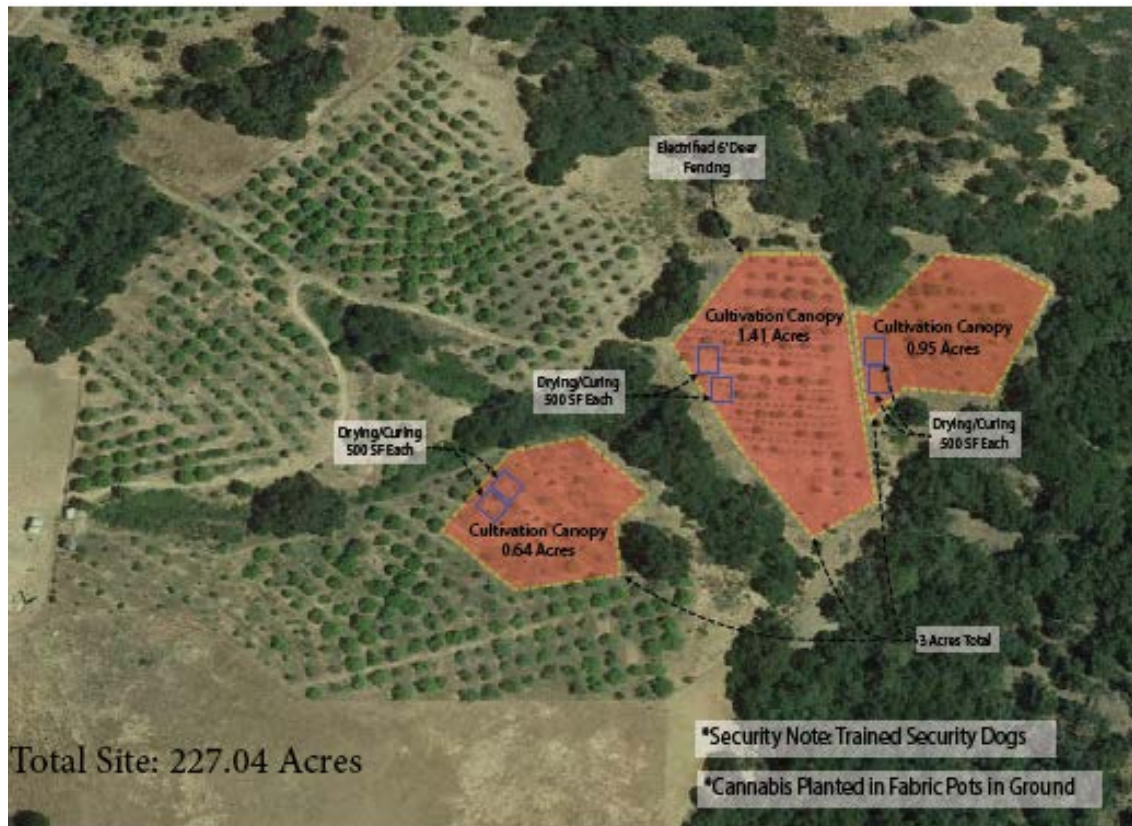 Electrified 6' Deer
Fencing
Cultivation Canopy
1.41 Acres
Cultivation Canopy
0.95 Acres
Drying/Curing
500 SF Each
Drying/Curing
500 SF Each
Drying/Curing
500 SF Each
Cultivation Canopy
0.64 Acres
3 Acres Total
*Security Note: Trained Security Dogs
Total Site: 227.04 Acres
*Cannabis Planted in Fabric Pots in Ground